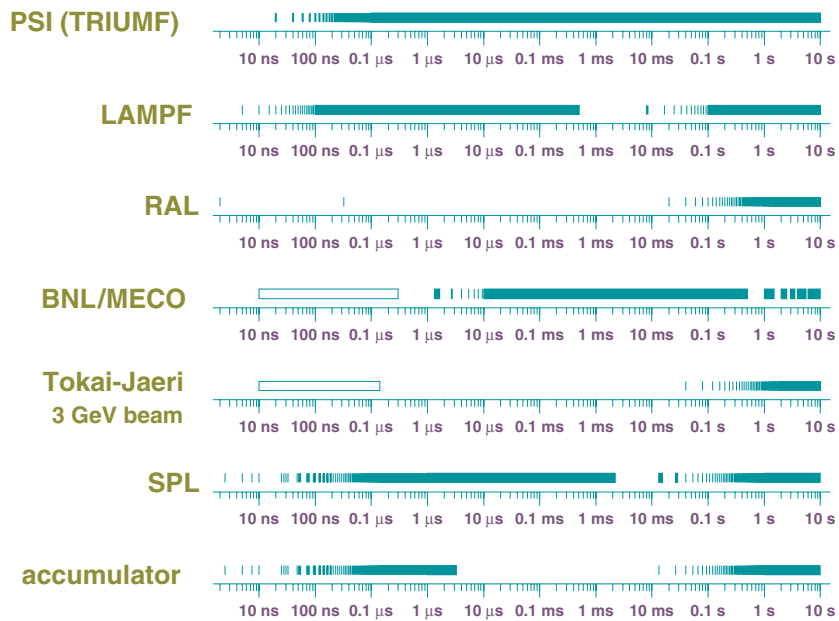 PSI (TRIUMF)
10 ns 100 ns 0.1 μs 1 μs 10 μs 0.1 ms 1 ms 10 ms 0.1 s 1 s 10 s
LAMPF
10 ns 100 ns 0.1 μs 1 μs 10 μs 0.1 ms 1 ms 10 ms 0.1 s 1 s 10 s
RAL
10 ns 100 ns 0.1 μs 1 μs 10 μs 0.1 ms 1 ms 10 ms 0.1 s 1 s 10 s
BNL/MECO
10 ns 100 ns 0.1 μs 1 μs 10 μs 0.1 ms 1 ms 10 ms 0.1 s 1 s 10 s
Tokai-Jaeri
3 GeV beam
10 ns 100 ns 0.1 μs 1 μs 10 μs 0.1 ms 1 ms 10 ms 0.1 s 1 s 10 s
SPL
10 ns 100 ns 0.1 μs 1 μs 10 μs 0.1 ms 1 ms 10 ms 0.1 s 1 s 10 s
accumulator
10 ns 100 ns 0.1 μs 1 μs 10 μs 0.1 ms 1 ms 10 ms 0.1 s 1 s 10 s